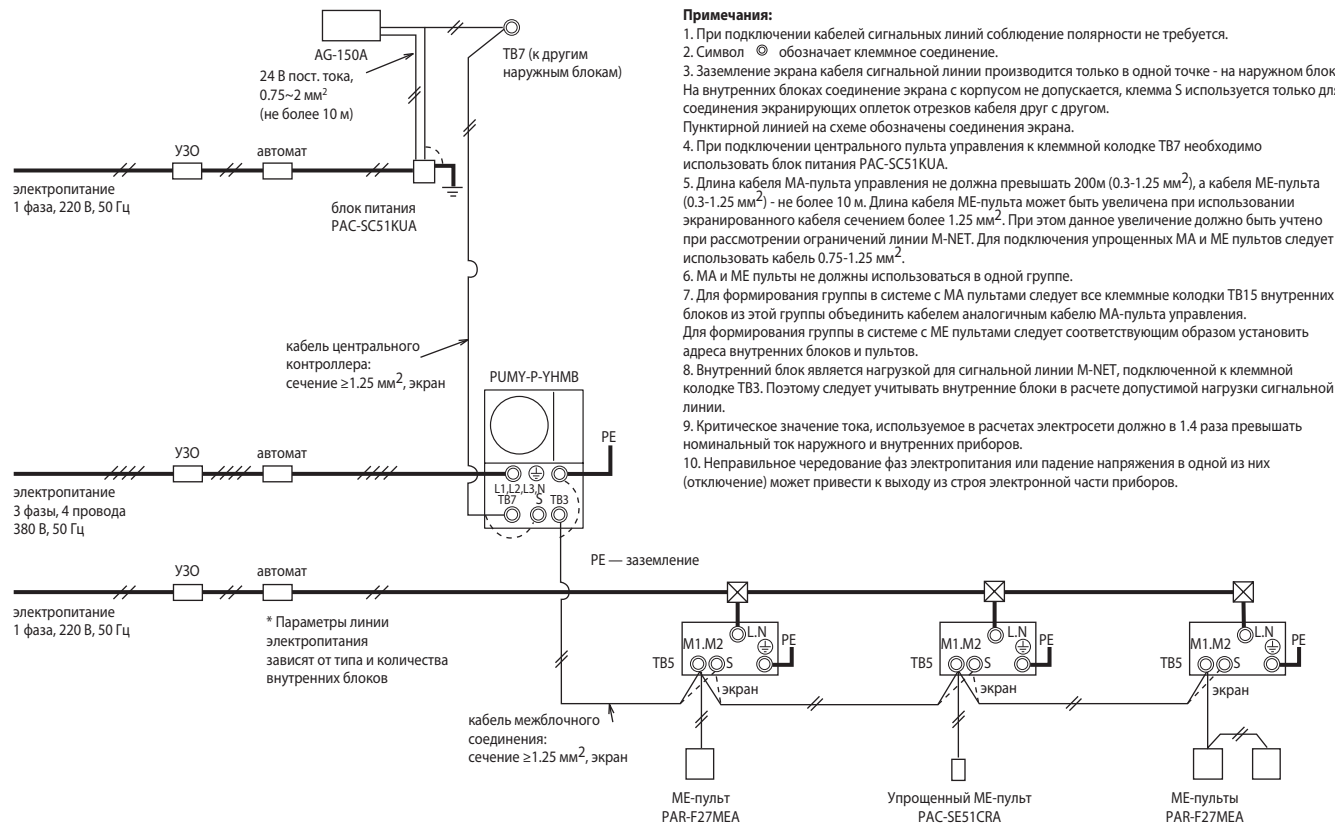 AG-150A
24 В пост. тока,
0.75~2 мм2
(не более 10 м)
TB7 (к другим
наружным блокам)
УЗО
автомат
электропитание
1 фаза, 220 В, 50 Гц
блок питания
PAC-SC51KUA
кабель центрального
контроллера:
сечение ≥1.25 мм2, экран
PUMY-P-YHMB
PE
УЗО
автомат
L1,L2,L3,N
TB7 S TB3
электропитание
3 фазы, 4 провода
380 В, 50 Гц
PE — заземление
УЗО
автомат
электропитание
1 фаза, 220 В, 50 Гц
* Параметры линии
электропитания
зависят от типа и количества
внутренних блоков
L.N
PE
M1.M2
TB5
S
экран
L.N
PE
M1.M2
TB5
S
экран
L.N
PE
M1.M2
TB5
S
экран
кабель межблочного
соединения:
сечение ≥1.25 мм2, экран
ME-пульт
PAR-F27MEA
Упрощенный ME-пульт
PAC-SE51CRA
ME-пульты
PAR-F27MEA
Примечания:
1. При подключении кабелей сигнальных линий соблюдение полярности не требуется.
2. Символ ◎ обозначает клеммное соединение.
3. Заземление экрана кабеля сигнальной линии производится только в одной точке - на наружном блок
На внутренних блоках соединение экрана с корпусом не допускается, клемма S используется только дл
соединения экранирующих оплеток отрезков кабеля друг с другом.
Пунктирной линией на схеме обозначены соединения экрана.
4. При подключении центрального пульта управления к клеммной колодке TB7 необходимо
использовать блок питания PAC-SC51KUA.
5. Длина кабеля MA-пульта управления не должна превышать 200м (0.3-1.25 мм2), а кабеля ME-пульта
(0.3-1.25 мм2) - не более 10 м. Длина кабеля ME-пульта может быть увеличена при использовании
экранированного кабеля сечением более 1.25 мм2. При этом данное увеличение должно быть учтено
при рассмотрении ограничений линии M-NET. Для подключения упрощенных MA и ME пультов следует
использовать кабель 0.75-1.25 мм2.
6. MA и ME пульты не должны использоваться в одной группе.
7. Для формирования группы в системе с MA пультами следует все клеммные колодки TB15 внутренних
блоков из этой группы объединить кабелем аналогичным кабелю MA-пульта управления.
Для формирования группы в системе с ME пультами следует соответствующим образом установить
адреса внутренних блоков и пультов.
8. Внутренний блок является нагрузкой для сигнальной линии M-NET, подключенной к клеммной
колодке TB3. Поэтому следует учитывать внутренние блоки в расчете допустимой нагрузки сигнальной
линии.
9. Критическое значение тока, используемое в расчетах электросети должно в 1.4 раза превышать
номинальный ток наружного и внутренних приборов.
10. Неправильное чередование фаз электропитания или падение напряжения в одной из них
(отключение) может привести к выходу из строя электронной части приборов.